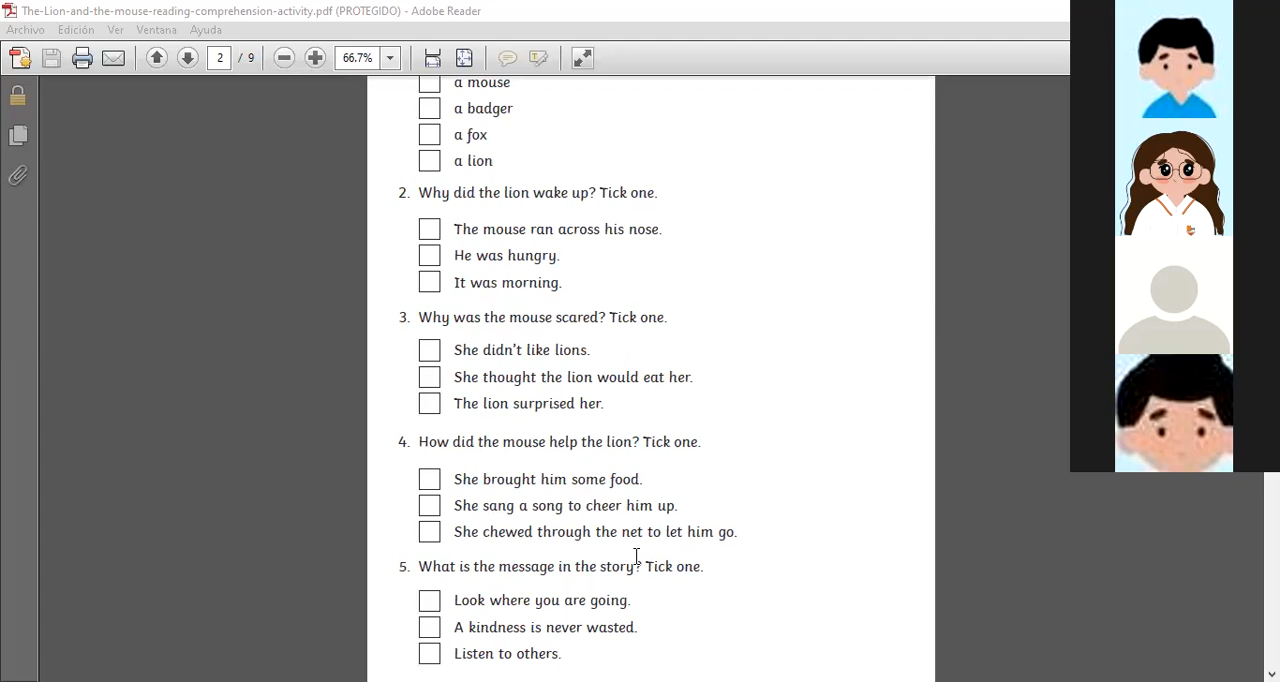 The-Lion-and-the-mouse-reading-comprehension-activity.pdf (PROTEGIDO) - Adobe Reader
Archivo Edición Ver Ventana Ayuda
2 / 9 66.7%
a mouse
a badger
a fox
a lion
2. Why did the lion wake up? Tick one.
The mouse ran across his nose.
He was hungry.
It was morning.
3. Why was the mouse scared? Tick one.
She didn't like lions.
She thought the lion would eat her.
The lion surprised her.
4. How did the mouse help the lion? Tick one.
She brought him some food.
She sang a song to cheer him up.
She chewed through the net to let him go.
5. What is the message in the story? Tick one.
Look where you are going.
A kindness is never wasted.
Listen to others.